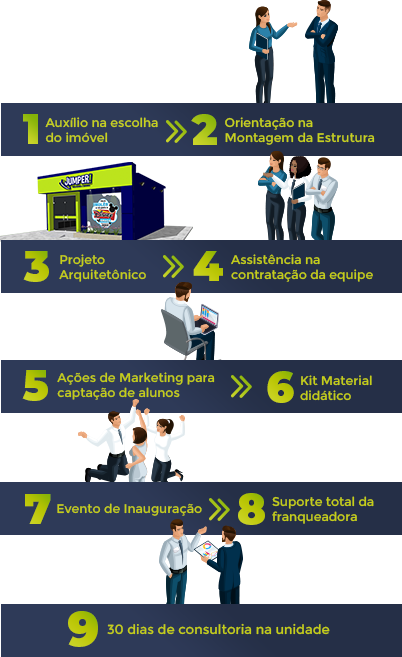 1 Auxílio na escolha
do imóvel
2 Orientação na
Montagem da Estrutura
JUMPER!
3 Projeto
Arquitetônico
4 Assistência na
contratação da equipe
5 Ações de Marketing para
captação de alunos
6 Kit Material
didático
7 Evento de Inauguração
8 Suporte total da
franqueadora
9 30 dias de consultoria na unidade